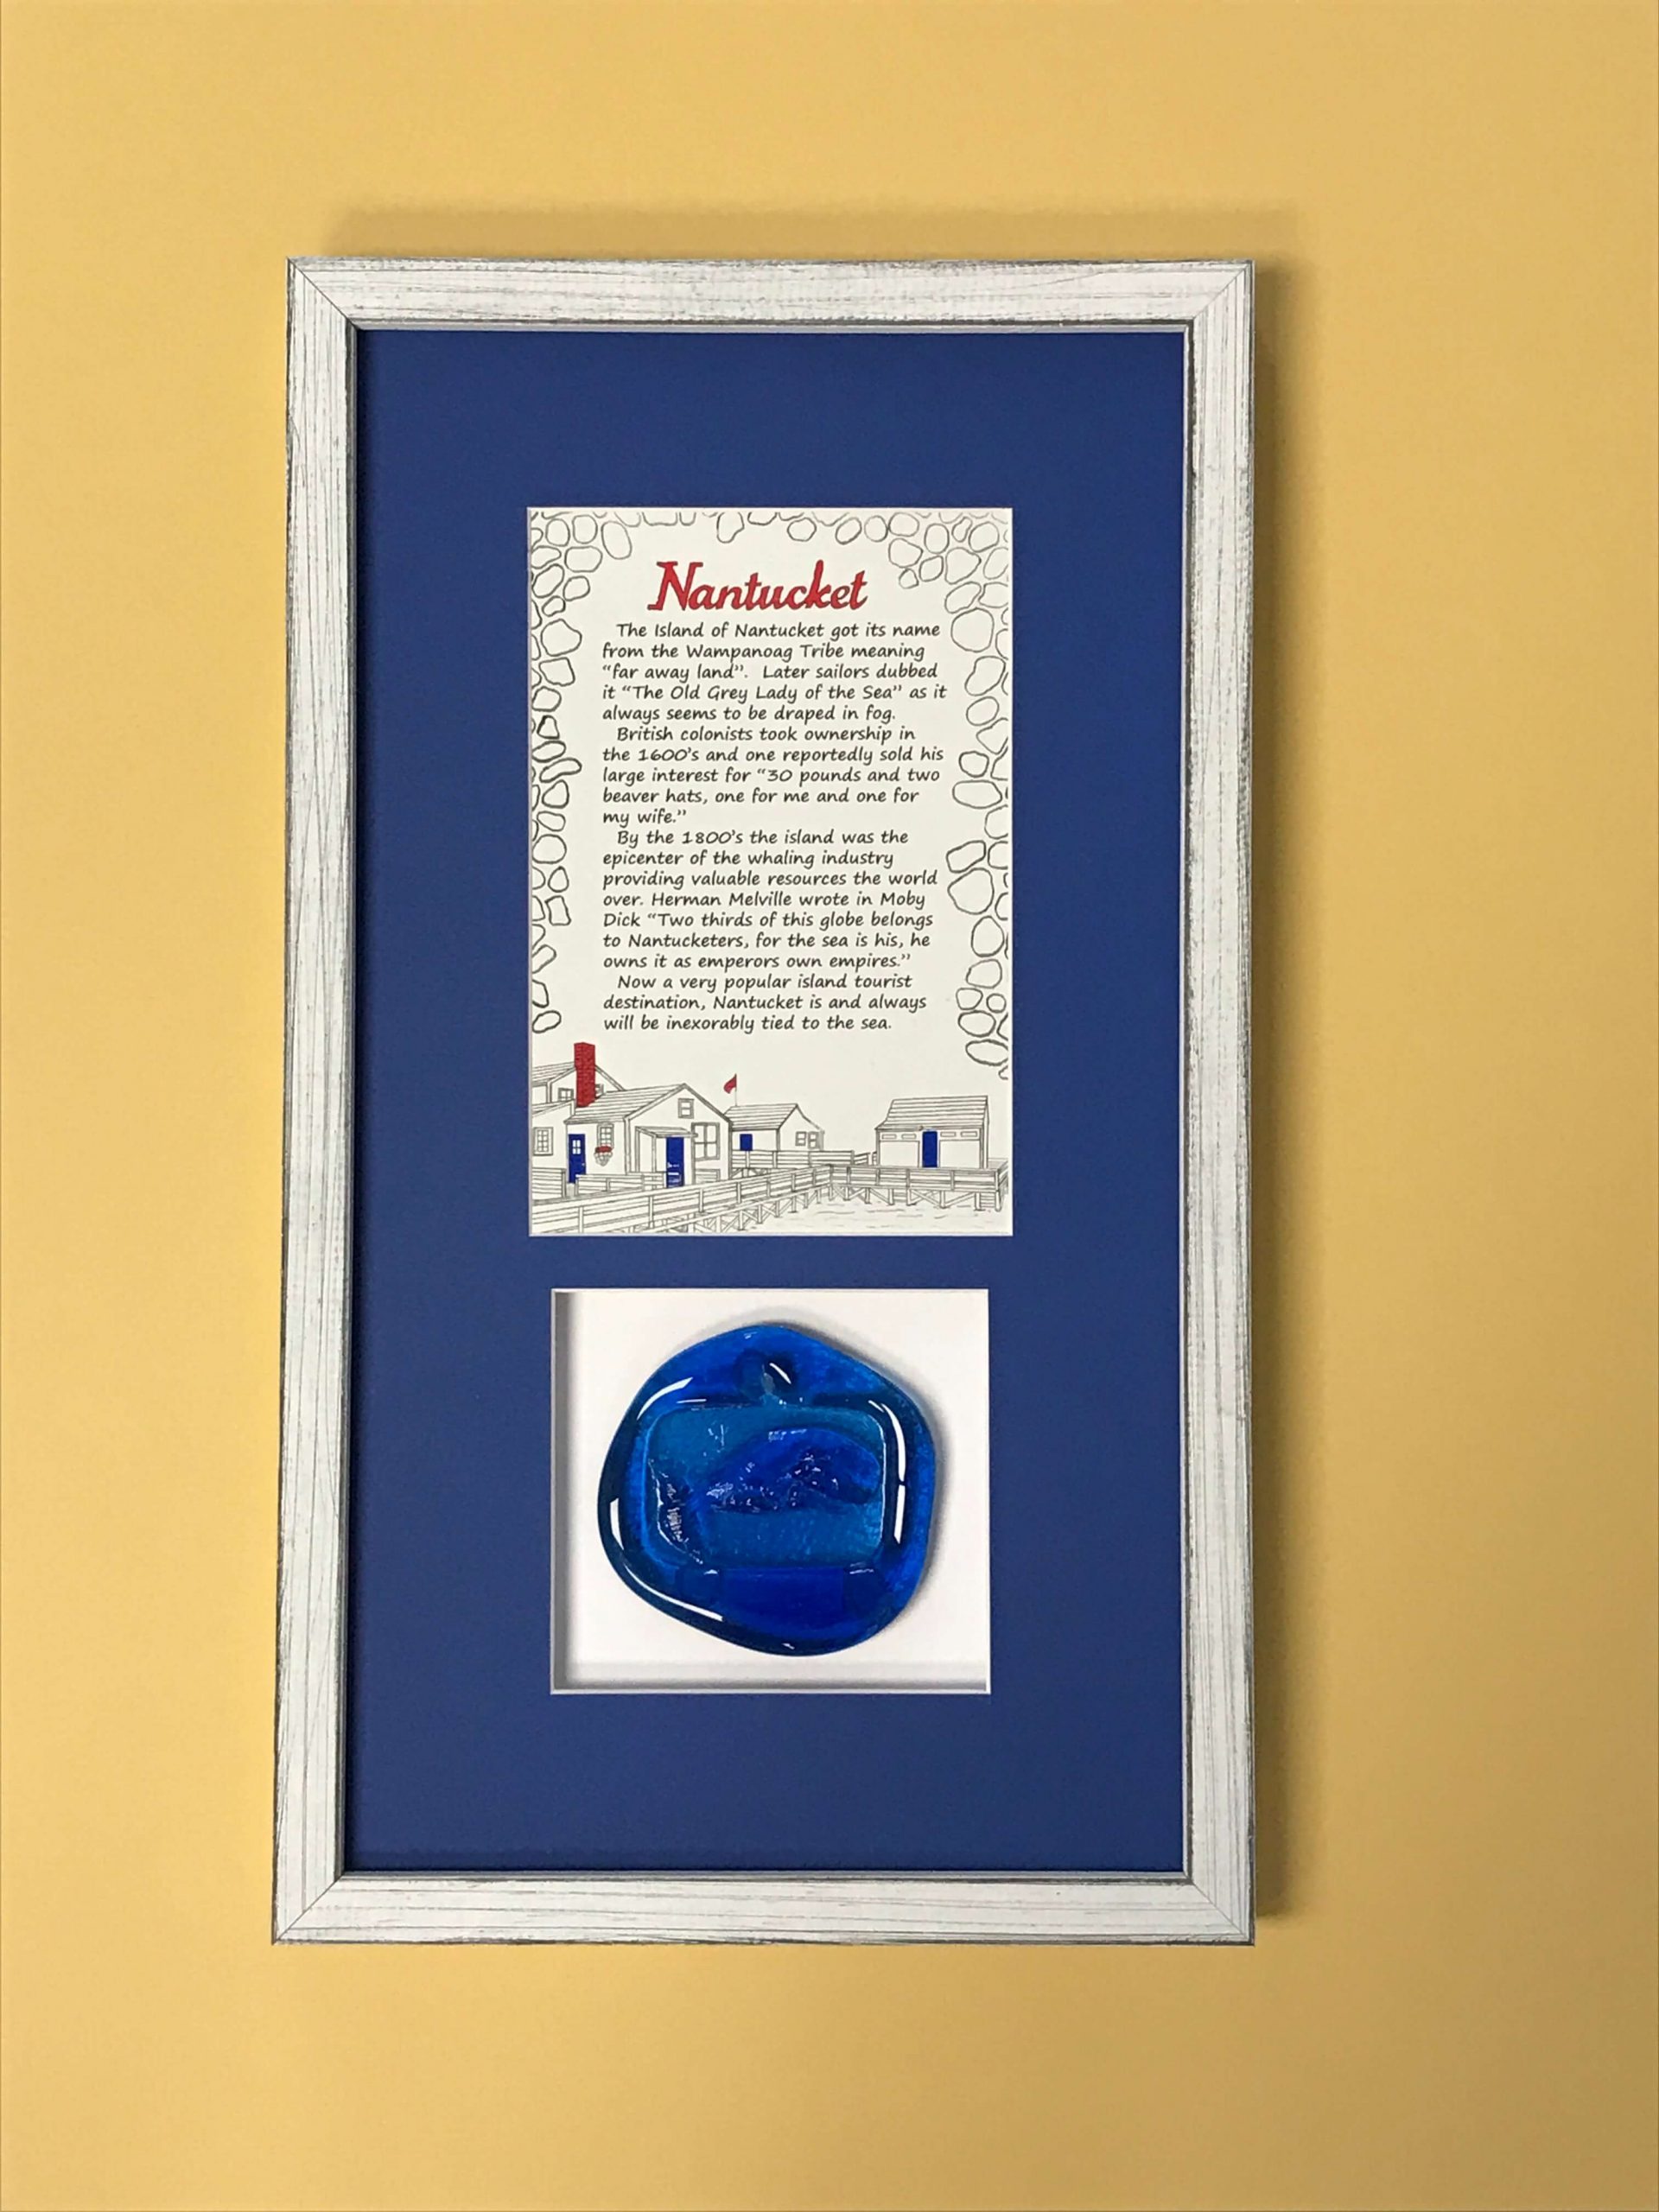 Nantucket
The Island of Nantucket got its name
from the Wampanoag Tribe meaning
“far away land”. Later sailors dubbed
it “The Old Grey Lady of the Sea” as it
always seems to be draped in fog.
British colonists took ownership in
the 1600’s and one reportedly sold his
large interest for “30 pounds and two
beaver hats, one for me and one for
my wife.”
By the 1800’s the island was the
epicenter of the whaling industry
providing valuable resources the world
over. Herman Melville wrote in Moby
Dick “Two thirds of this globe belongs
to Nantucketers, for the sea is his, he
owns it as emperors own empires.”
Now a very popular island tourist
destination, Nantucket is and always
will be inexorably tied to the sea.